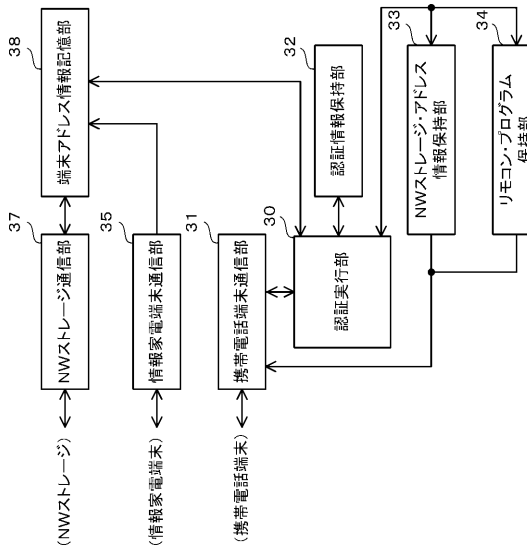 (NWストレージ)
37
NWストレージ通信部
38
端末アドレス情報記憶部
(情報家電端末)
35
情報家電端末通信部
(携帯電話端末)
31
携帯電話端末通信部
30
認証実行部
32
認証情報保持部
33
NWストレージ・アドレス
情報保持部
34
リモコン・プログラム
保持部